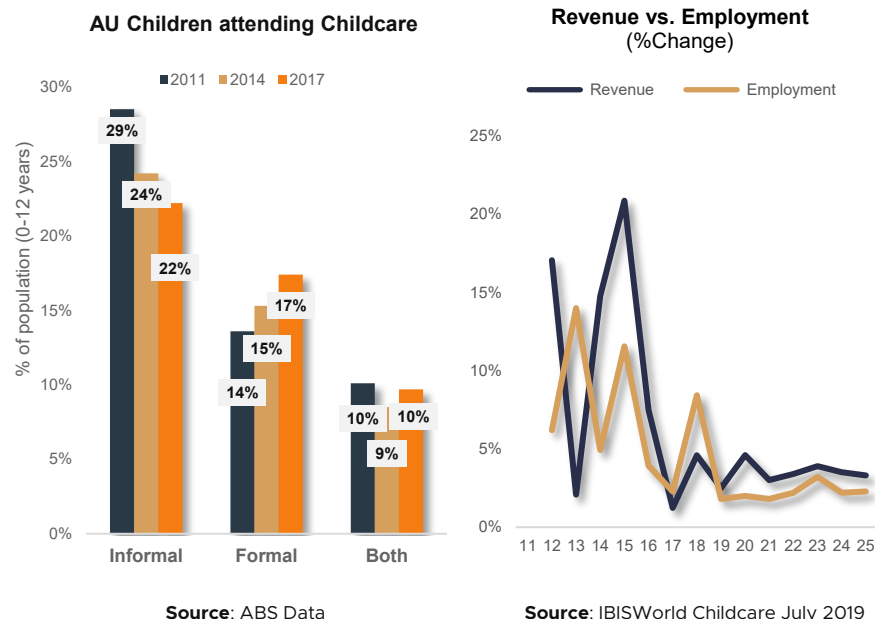 AU Children attending Childcare
2011 2014 2017
% of population (0-12 years)
30%
25%
20%
15%
10%
5%
0%
29%
24%
22%
14%
15%
17%
10%
9%
10%
Informal Formal Both
Source: ABS Data
Revenue vs. Employment
(%Change)
Revenue Employment
25%
20%
15%
10%
5%
0%
11 12 13 14 15 16 17 18 19 20 21 22 23 24 25
Source: IBISWorld Childcare July 2019